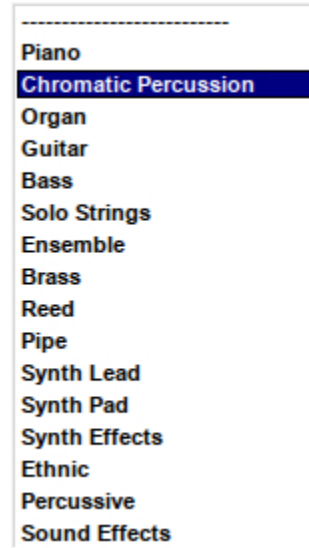 --------------------------
Piano
Chromatic Percussion
Organ
Guitar
Bass
Solo Strings
Ensemble
Brass
Reed
Pipe
Synth Lead
Synth Pad
Synth Effects
Ethnic
Percussive
Sound Effects